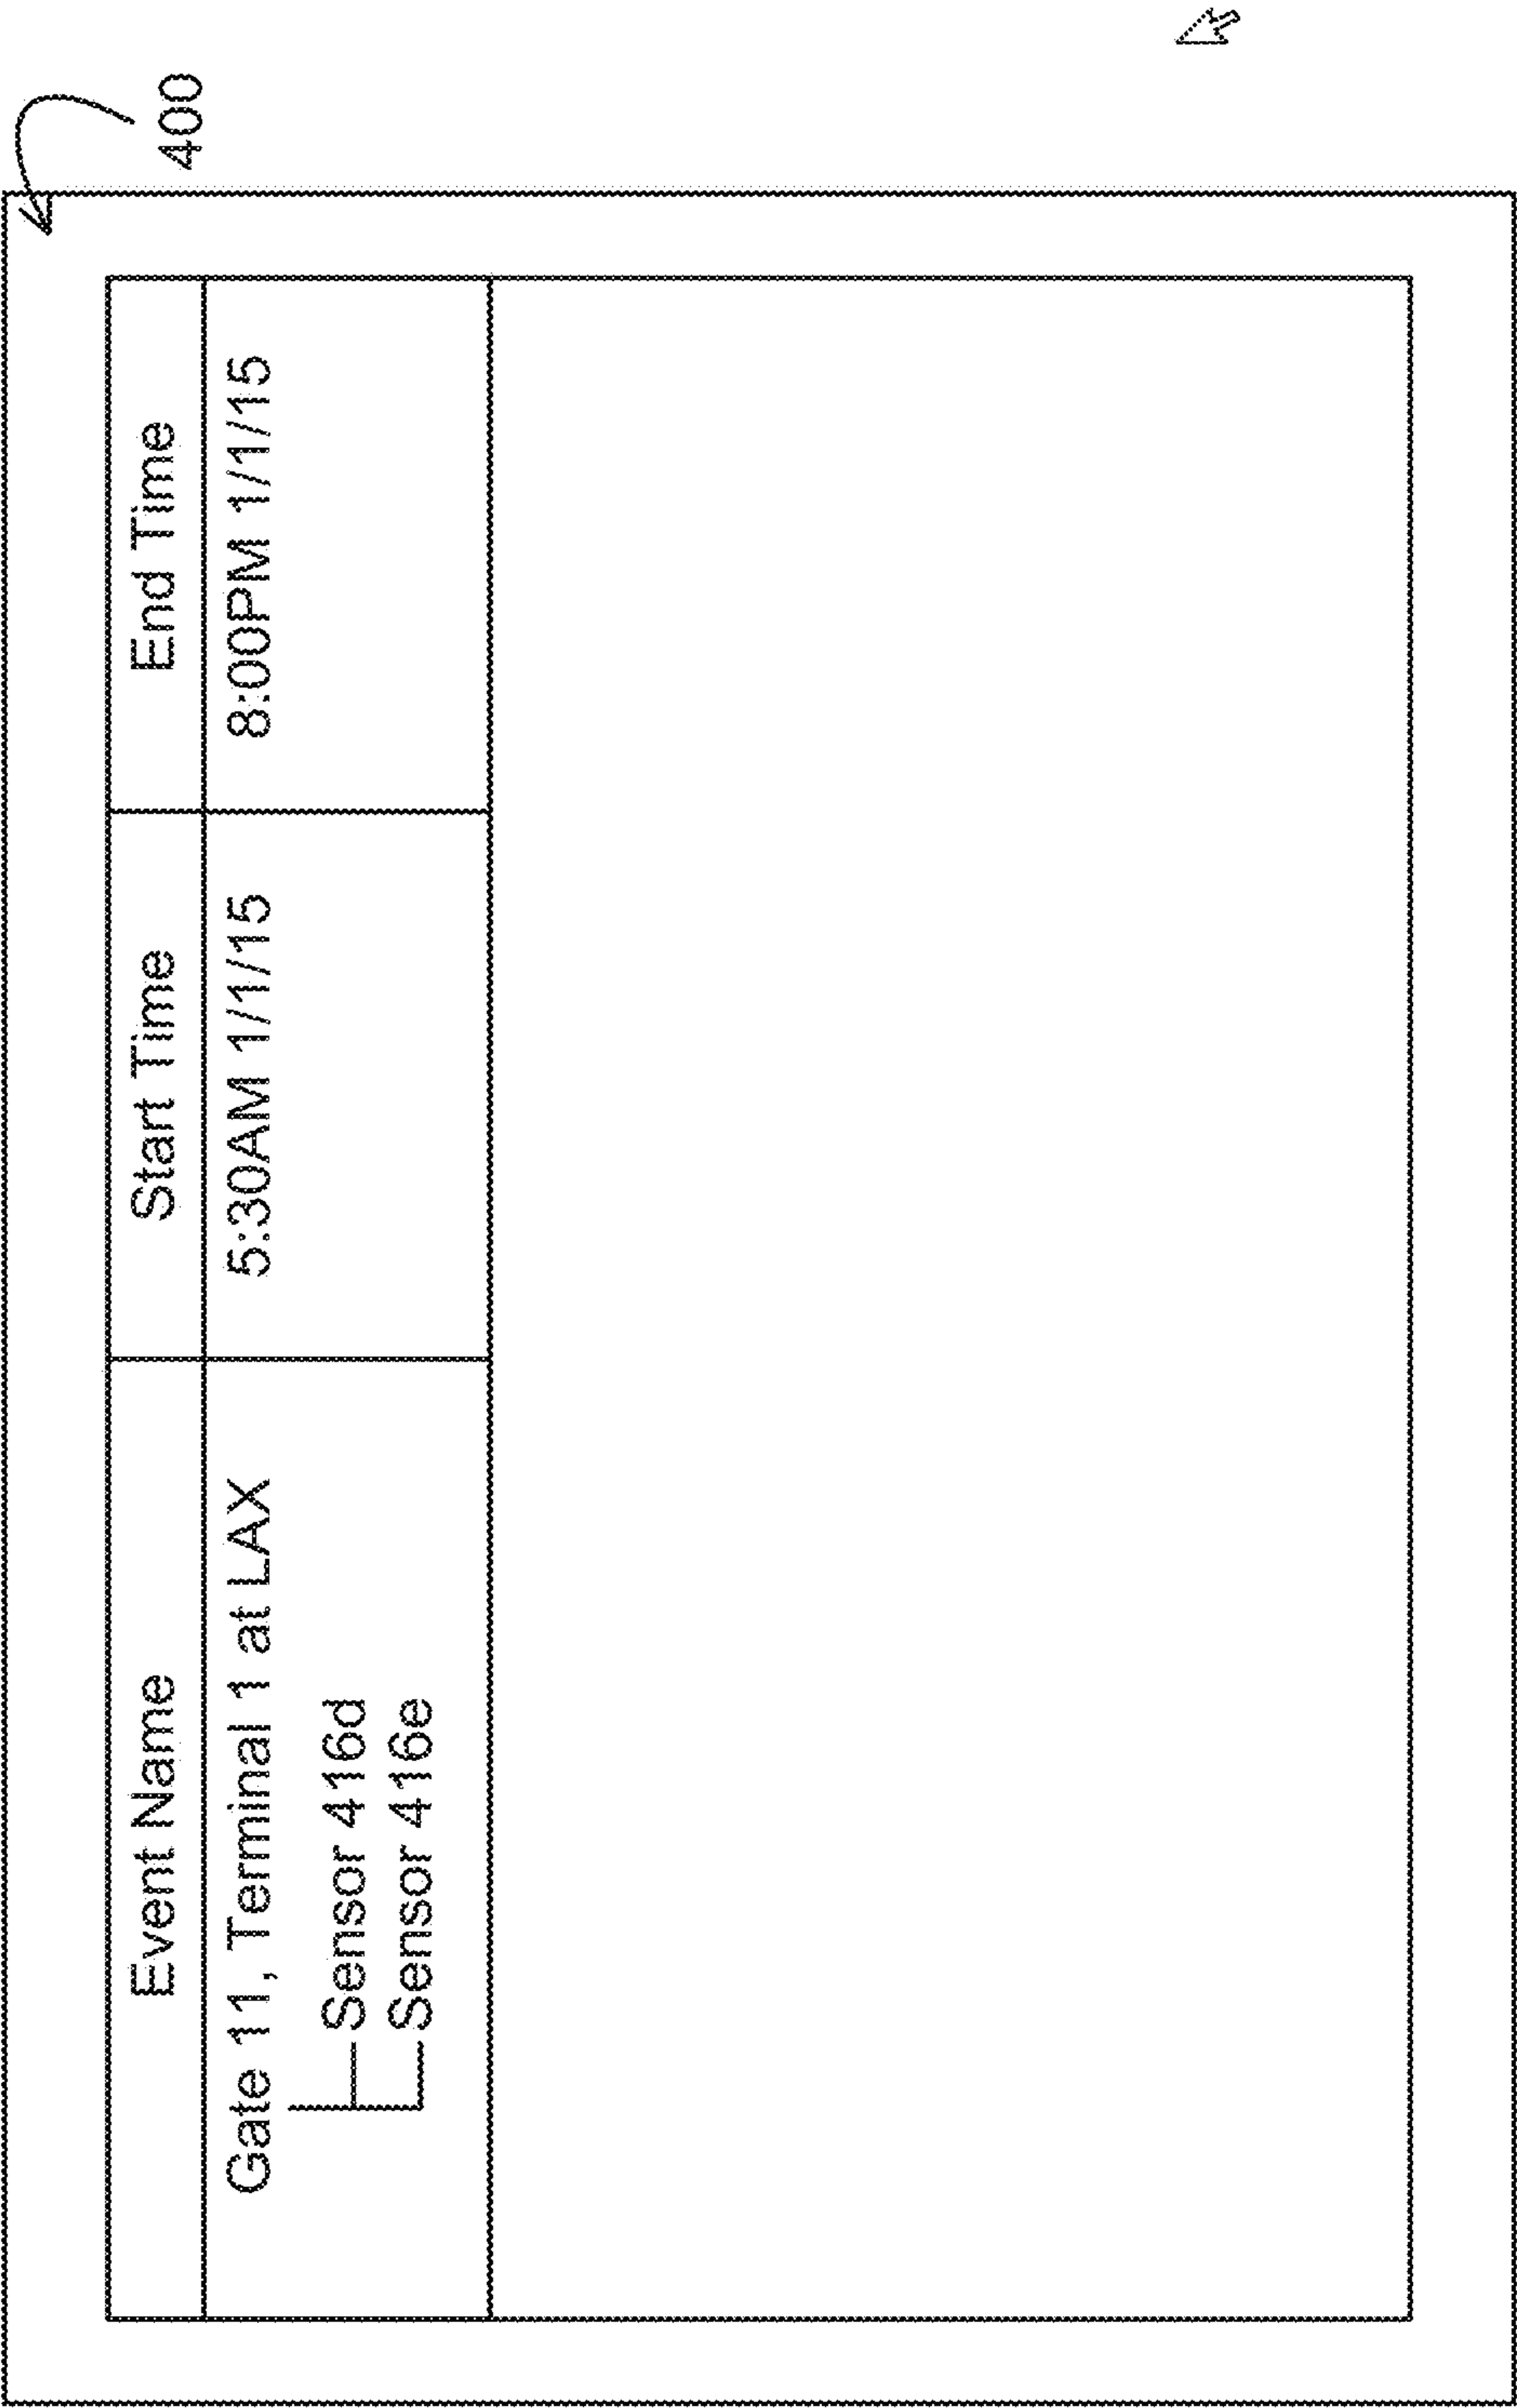 400
Event Name Start Time End Time
Gate 11, Terminal 1 at LAX 5:30AM 1/1/15 8:00PM 1/1/15
Sensor 416d
Sensor 416e